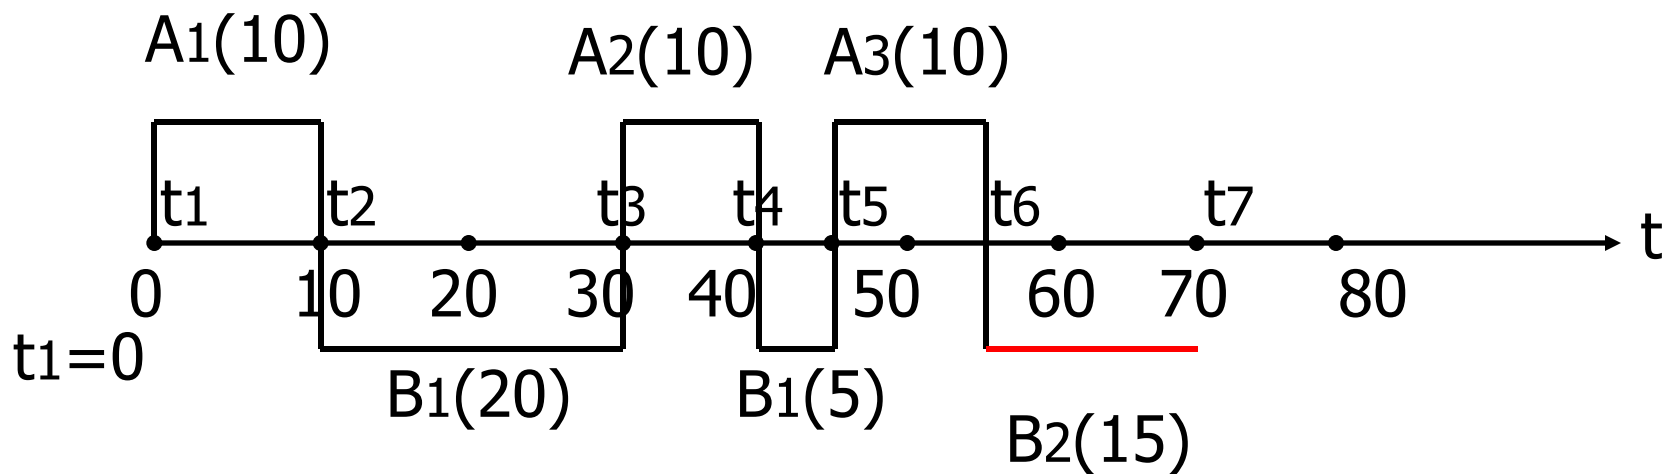 A1(10) A2(10) A3(10)
t1 t2 t3 t4 t5 t6 t7
t
0 10 20 30 40 50 60 70 80
t1=0
B1(20) B1(5)
B2(15)